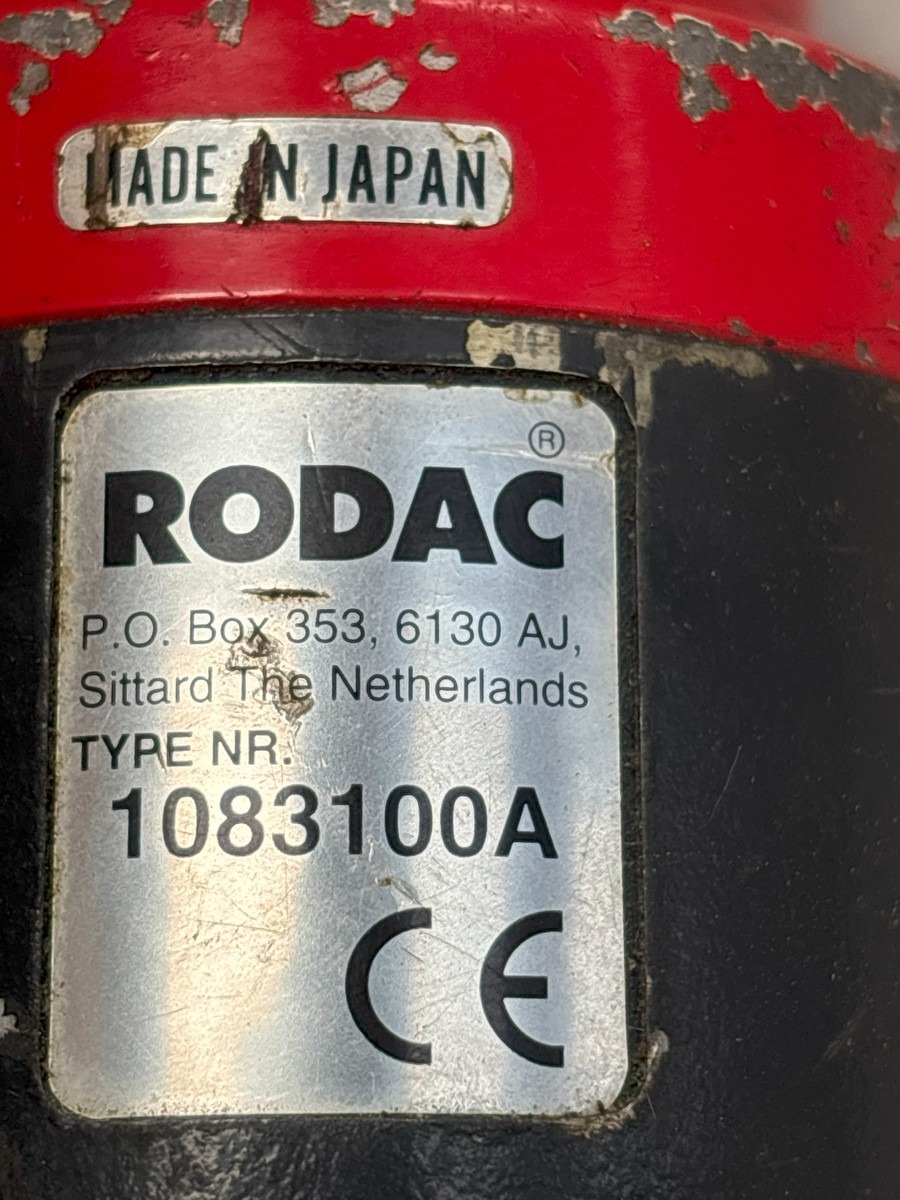 MADE IN JAPAN
®
RODAC
P.O. Box 353, 6130 AJ,
Sittard The Netherlands
TYPE NR.
1083100A
CE